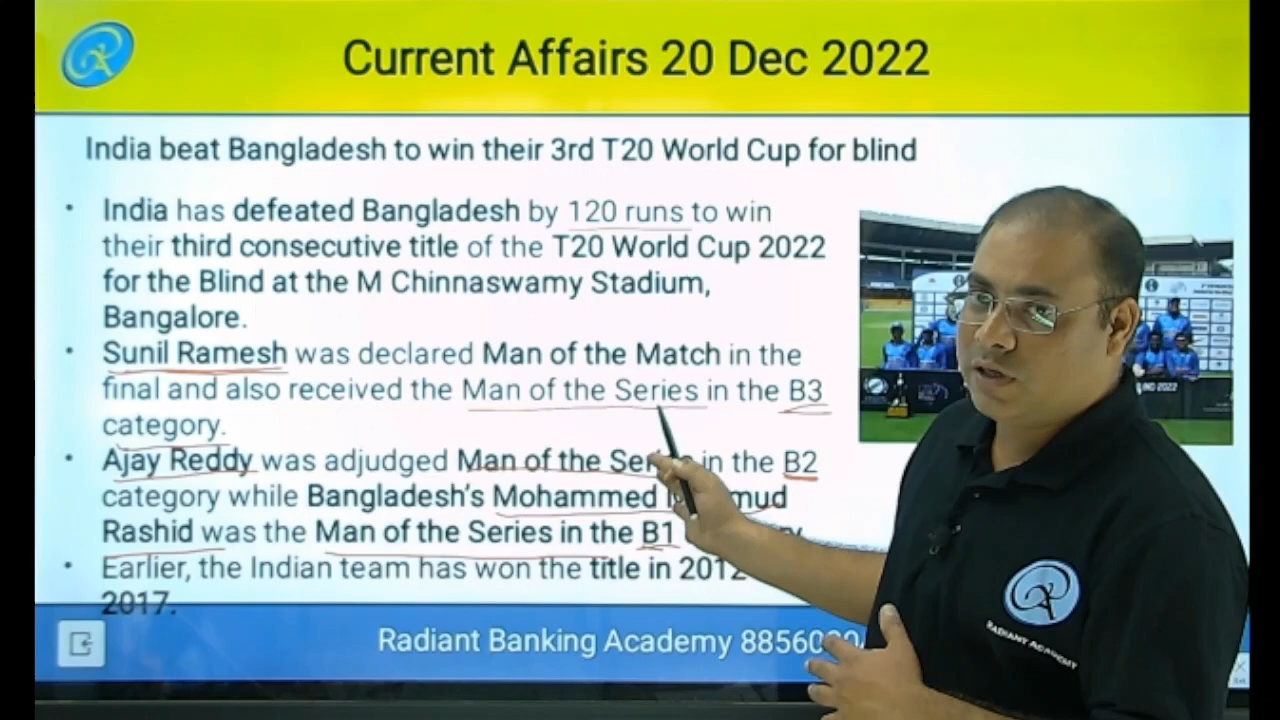 Current Affairs 20 Dec 2022
India beat Bangladesh to win their 3rd T20 World Cup for blind
• India has defeated Bangladesh by 120 runs to win
their third consecutive title of the T20 World Cup 2022
for the Blind at the M Chinnaswamy Stadium,
Bangalore.
• Sunil Ramesh was declared Man of the Match in the
final and also received the Man of the Series in the B3
category.
• Ajay Reddy was adjudged Man of the Series in the B2
category while Bangladesh's Mohammed
Rashid was the Man of the Series in the B1
• Earlier, the Indian team has won the title in 2012
2017.
Radiant Banking Academy
RADIANT ACADEMY